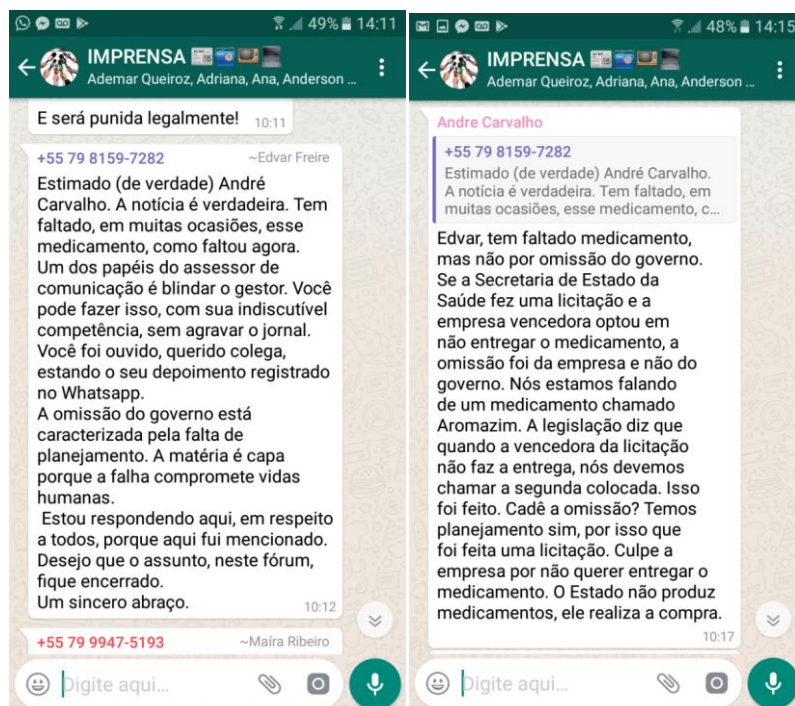 49% 14:11
IMPRENSA
Ademar Queiroz, Adriana, Ana, Anderson ...
E será punida legalmente! 10:11
+55 79 8159-7282 ~Edvar Freire
Estimado (de verdade) André
Carvalho. A notícia é verdadeira. Tem
faltado, em muitas ocasiões, esse
medicamento, como faltou agora.
Um dos papéis do assessor de
comunicação é blindar o gestor. Você
pode fazer isso, com sua indiscutível
competência, sem agravar o jornal.
Você foi ouvido, querido colega,
estando o seu depoimento registrado
no Whatsapp.
A omissão do governo está
caracterizada pela falta de
planejamento. A matéria é capa
porque a falha compromete vidas
humanas.
Estou respondendo aqui, em respeito
a todos, porque aqui fui mencionado.
Desejo que o assunto, neste fórum,
fique encerrado.
Um sincero abraço. 10:12
+55 79 9947-5193 ~Maíra Ribeiro
Digite aqui...
48% 14:15
IMPRENSA
Ademar Queiroz, Adriana, Ana, Anderson ...
Andre Carvalho
+55 79 8159-7282
Estimado (de verdade) André Carvalho.
A notícia é verdadeira. Tem faltado, em
muitas ocasiões, esse medicamento, c...
Edvar, tem faltado medicamento,
mas não por omissão do governo.
Se a Secretaria de Estado da
Saúde fez uma licitação e a
empresa vencedora optou em
não entregar o medicamento, a
omissão foi da empresa e não do
governo. Nós estamos falando
de um medicamento chamado
Aromazim. A legislação diz que
quando a vencedora da licitação
não faz a entrega, nós devemos
chamar a segunda colocada. Isso
foi feito. Cadê a omissão? Temos
planejamento sim, por isso que
foi feita uma licitação. Culpe a
empresa por não querer entregar o
medicamento. O Estado não produz
medicamentos, ele realiza a compra.
10:17
Digite aqui...